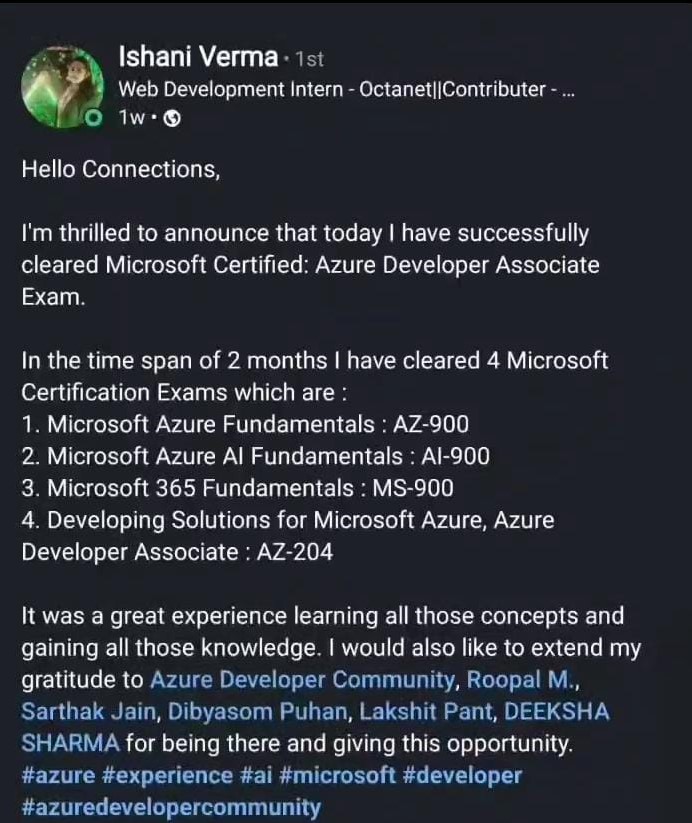 Ishani Verma · 1st
Web Development Intern - Octanet||Contributer - ...
1w ·
Hello Connections,
I'm thrilled to announce that today I have successfully
cleared Microsoft Certified: Azure Developer Associate
Exam.
In the time span of 2 months I have cleared 4 Microsoft
Certification Exams which are :
1. Microsoft Azure Fundamentals : AZ-900
2. Microsoft Azure AI Fundamentals : AI-900
3. Microsoft 365 Fundamentals : MS-900
4. Developing Solutions for Microsoft Azure, Azure
Developer Associate : AZ-204
It was a great experience learning all those concepts and
gaining all those knowledge. I would also like to extend my
gratitude to Azure Developer Community, Roopal M.,
Sarthak Jain, Dibyasom Puhan, Lakshit Pant, DEEKSHA
SHARMA for being there and giving this opportunity.
#azure #experience #ai #microsoft #developer
#azuredevelopercommunity